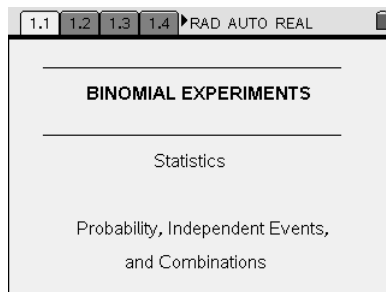 1.1 1.2 1.3 1.4 RAD AUTO REAL
BINOMIAL EXPERIMENTS
Statistics
Probability, Independent Events,
and Combinations